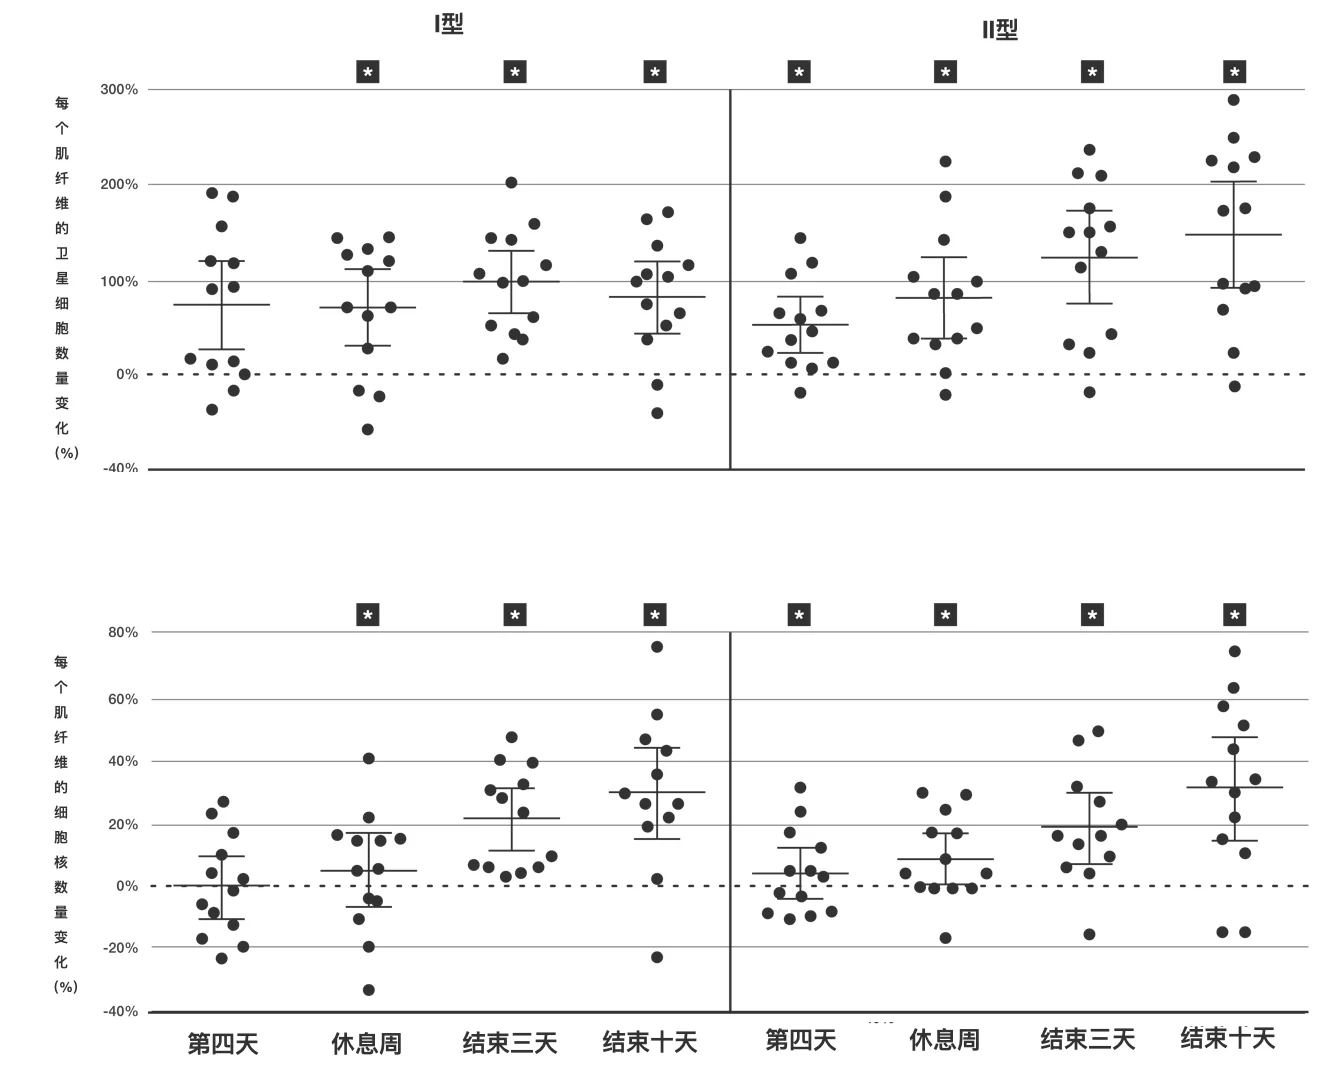 I型
II型
* * * * * * *
每个肌纤维的卫星细胞数量变化(%)
300%
200%
100%
0%
-40%
* * * * * * *
每个肌纤维的细胞核数量变化(%)
80%
60%
40%
20%
0%
-20%
-40%
第四天 休息周 结束三天 结束十天 第四天 休息周 结束三天 结束十天